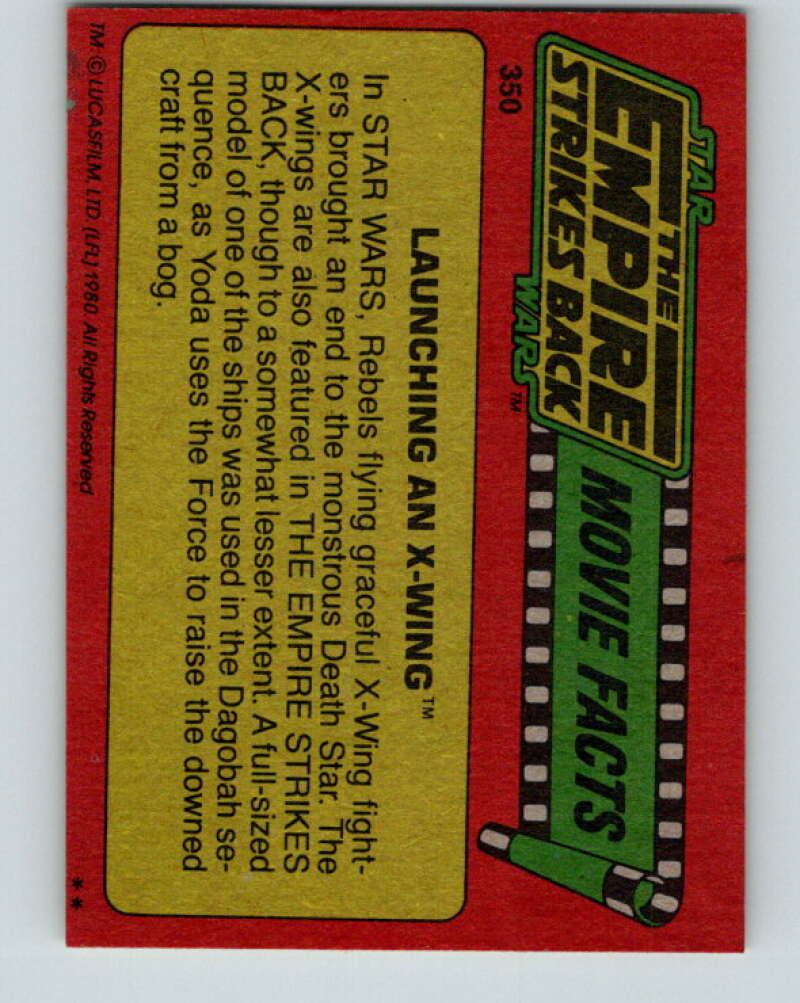 STAR
THE
EMPIRE
STRIKES BACK
WARS™
MOVIE FACTS
350
LAUNCHING AN X-WING™
In STAR WARS, Rebels flying graceful X-Wing fight-
ers brought an end to the monstrous Death Star. The
X-wings are also featured in THE EMPIRE STRIKES
BACK, though to a somewhat lesser extent. A full-sized
model of one of the ships was used in the Dagobah se-
quence, as Yoda uses the Force to raise the downed
craft from a bog.
TM: © LUCASFILM, LTD. (LFL) 1980. All Rights Reserved
**